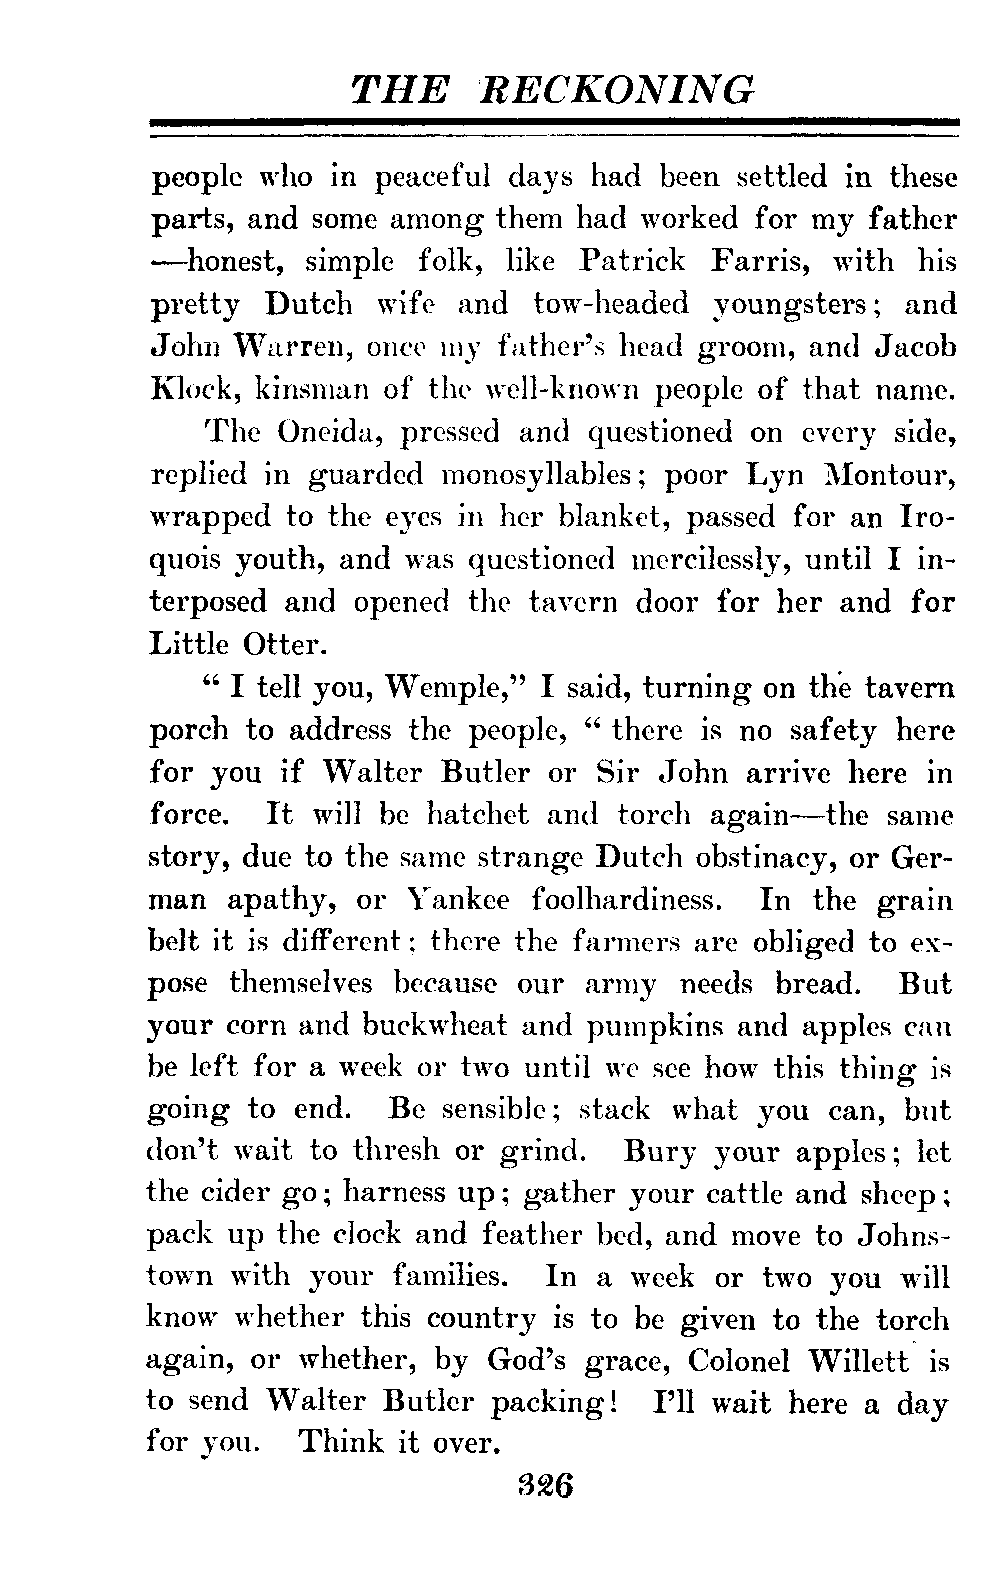 THE RECKONING
people who in peaceful days had been settled in these
parts, and some among them had worked for my father
—honest, simple folk, like Patrick Farris, with his
pretty Dutch wife and tow-headed youngsters; and
John Warren, once my father's head groom, and Jacob
Klock, kinsman of the well-known people of that name.
The Oneida, pressed and questioned on every side,
replied in guarded monosyllables; poor Lyn Montour,
wrapped to the eyes in her blanket, passed for an Iro-
quois youth, and was questioned mercilessly, until I in-
terposed and opened the tavern door for her and for
Little Otter.
“ I tell you, Wemple,” I said, turning on the tavern
porch to address the people, “ there is no safety here
for you if Walter Butler or Sir John arrive here in
force. It will be hatchet and torch again—the same
story, due to the same strange Dutch obstinacy, or Ger-
man apathy, or Yankee foolhardiness. In the grain
belt it is different; there the farmers are obliged to ex-
pose themselves because our army needs bread. But
your corn and buckwheat and pumpkins and apples can
be left for a week or two until we see how this thing is
going to end. Be sensible; stack what you can, but
don't wait to thresh or grind. Bury your apples; let
the cider go; harness up; gather your cattle and sheep;
pack up the clock and feather bed, and move to Johns-
town with your families. In a week or two you will
know whether this country is to be given to the torch
again, or whether, by God's grace, Colonel Willett is
to send Walter Butler packing! I'll wait here a day
for you. Think it over.
326